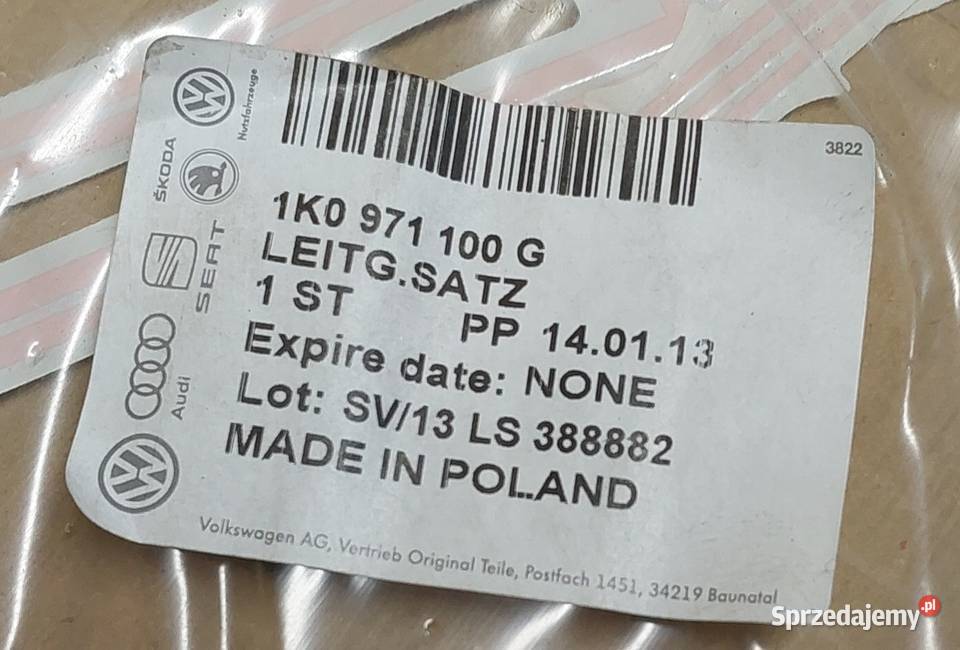 3822
Nutzfahrzeuge
ŠKODA
SEAT
Audi
1K0 971 100 G
LEITG.SATZ
1 ST PP 14.01.13
Expire date: NONE
Lot: SV/13 LS 388882
MADE IN POLAND
Volkswagen AG, Vertrieb Original Teile, Postfach 1451, 34219 Baunatal
Sprzedajemy.pl